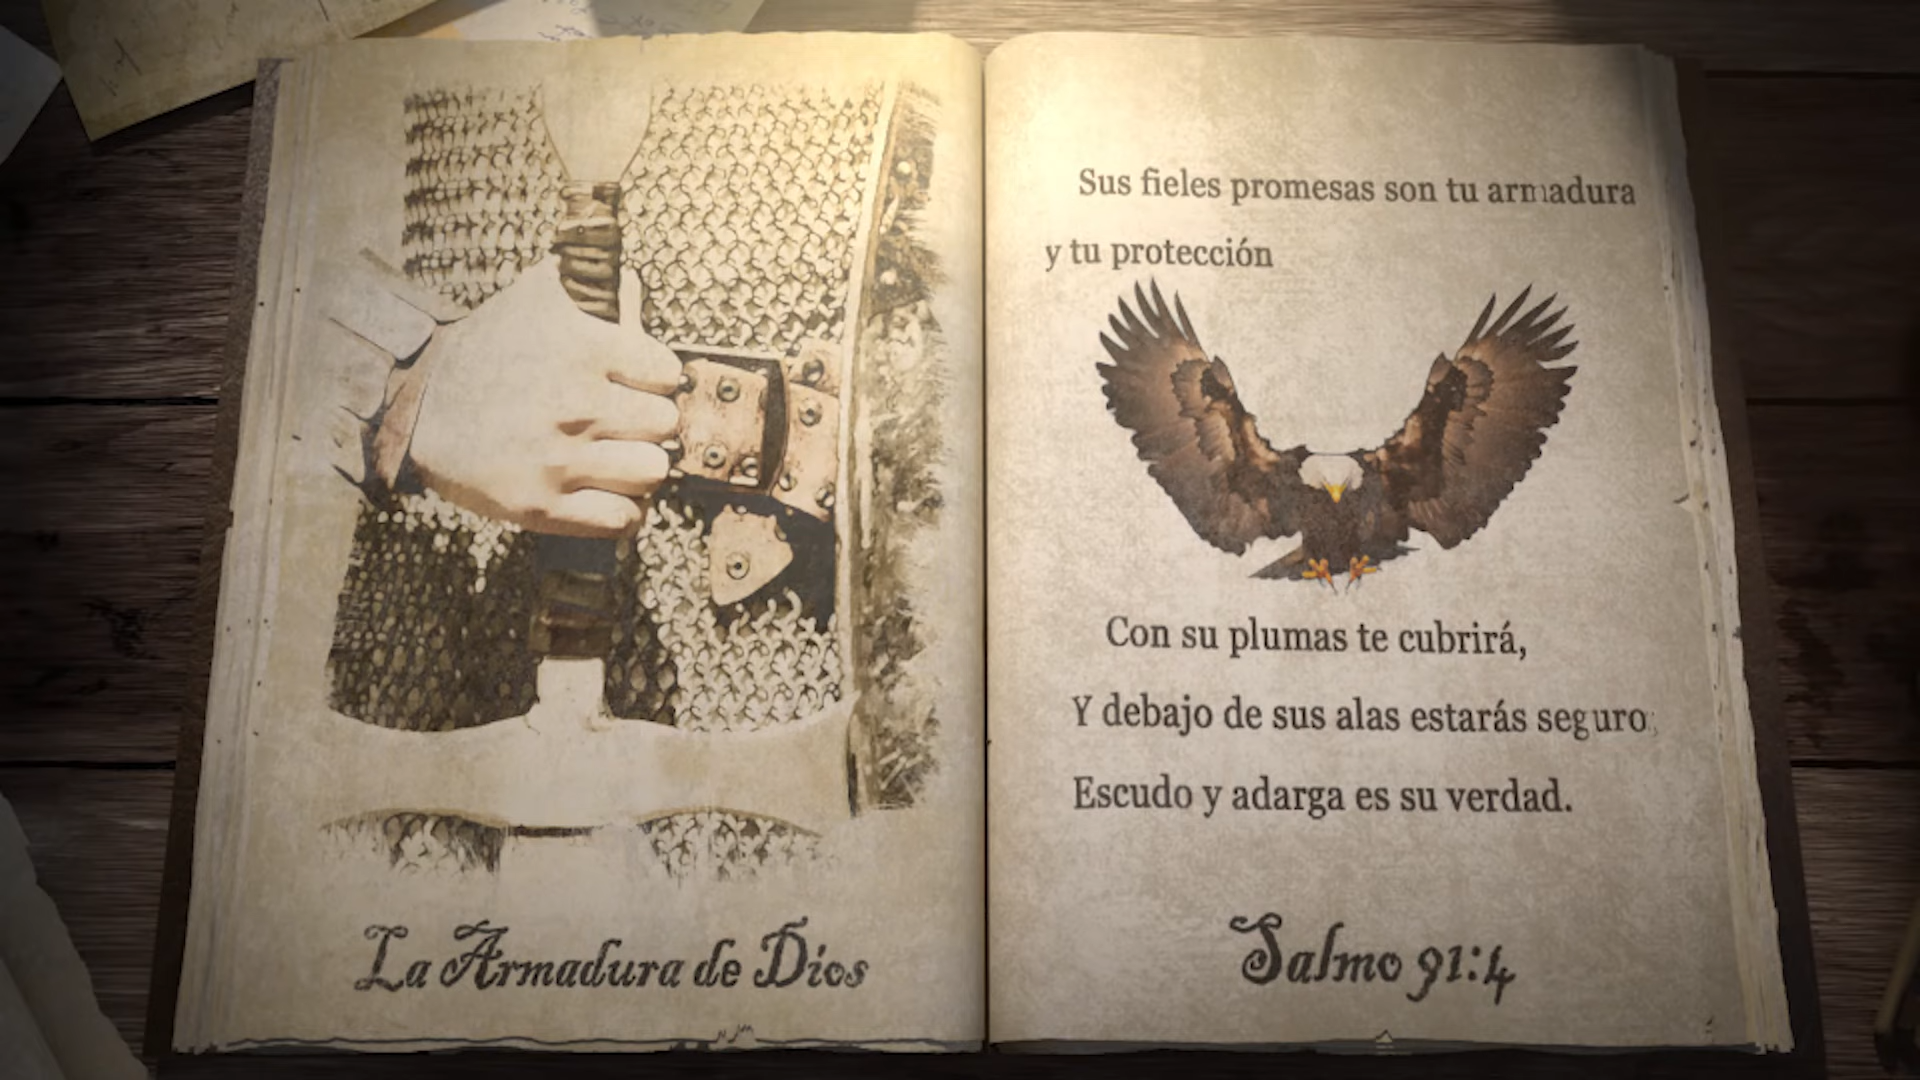 La Armadura de Dios
Sus fieles promesas son tu armadura
y tu protección
Con su plumas te cubrirá,
Y debajo de sus alas estarás seguro;
Escudo y adarga es su verdad.
Salmo 91:4